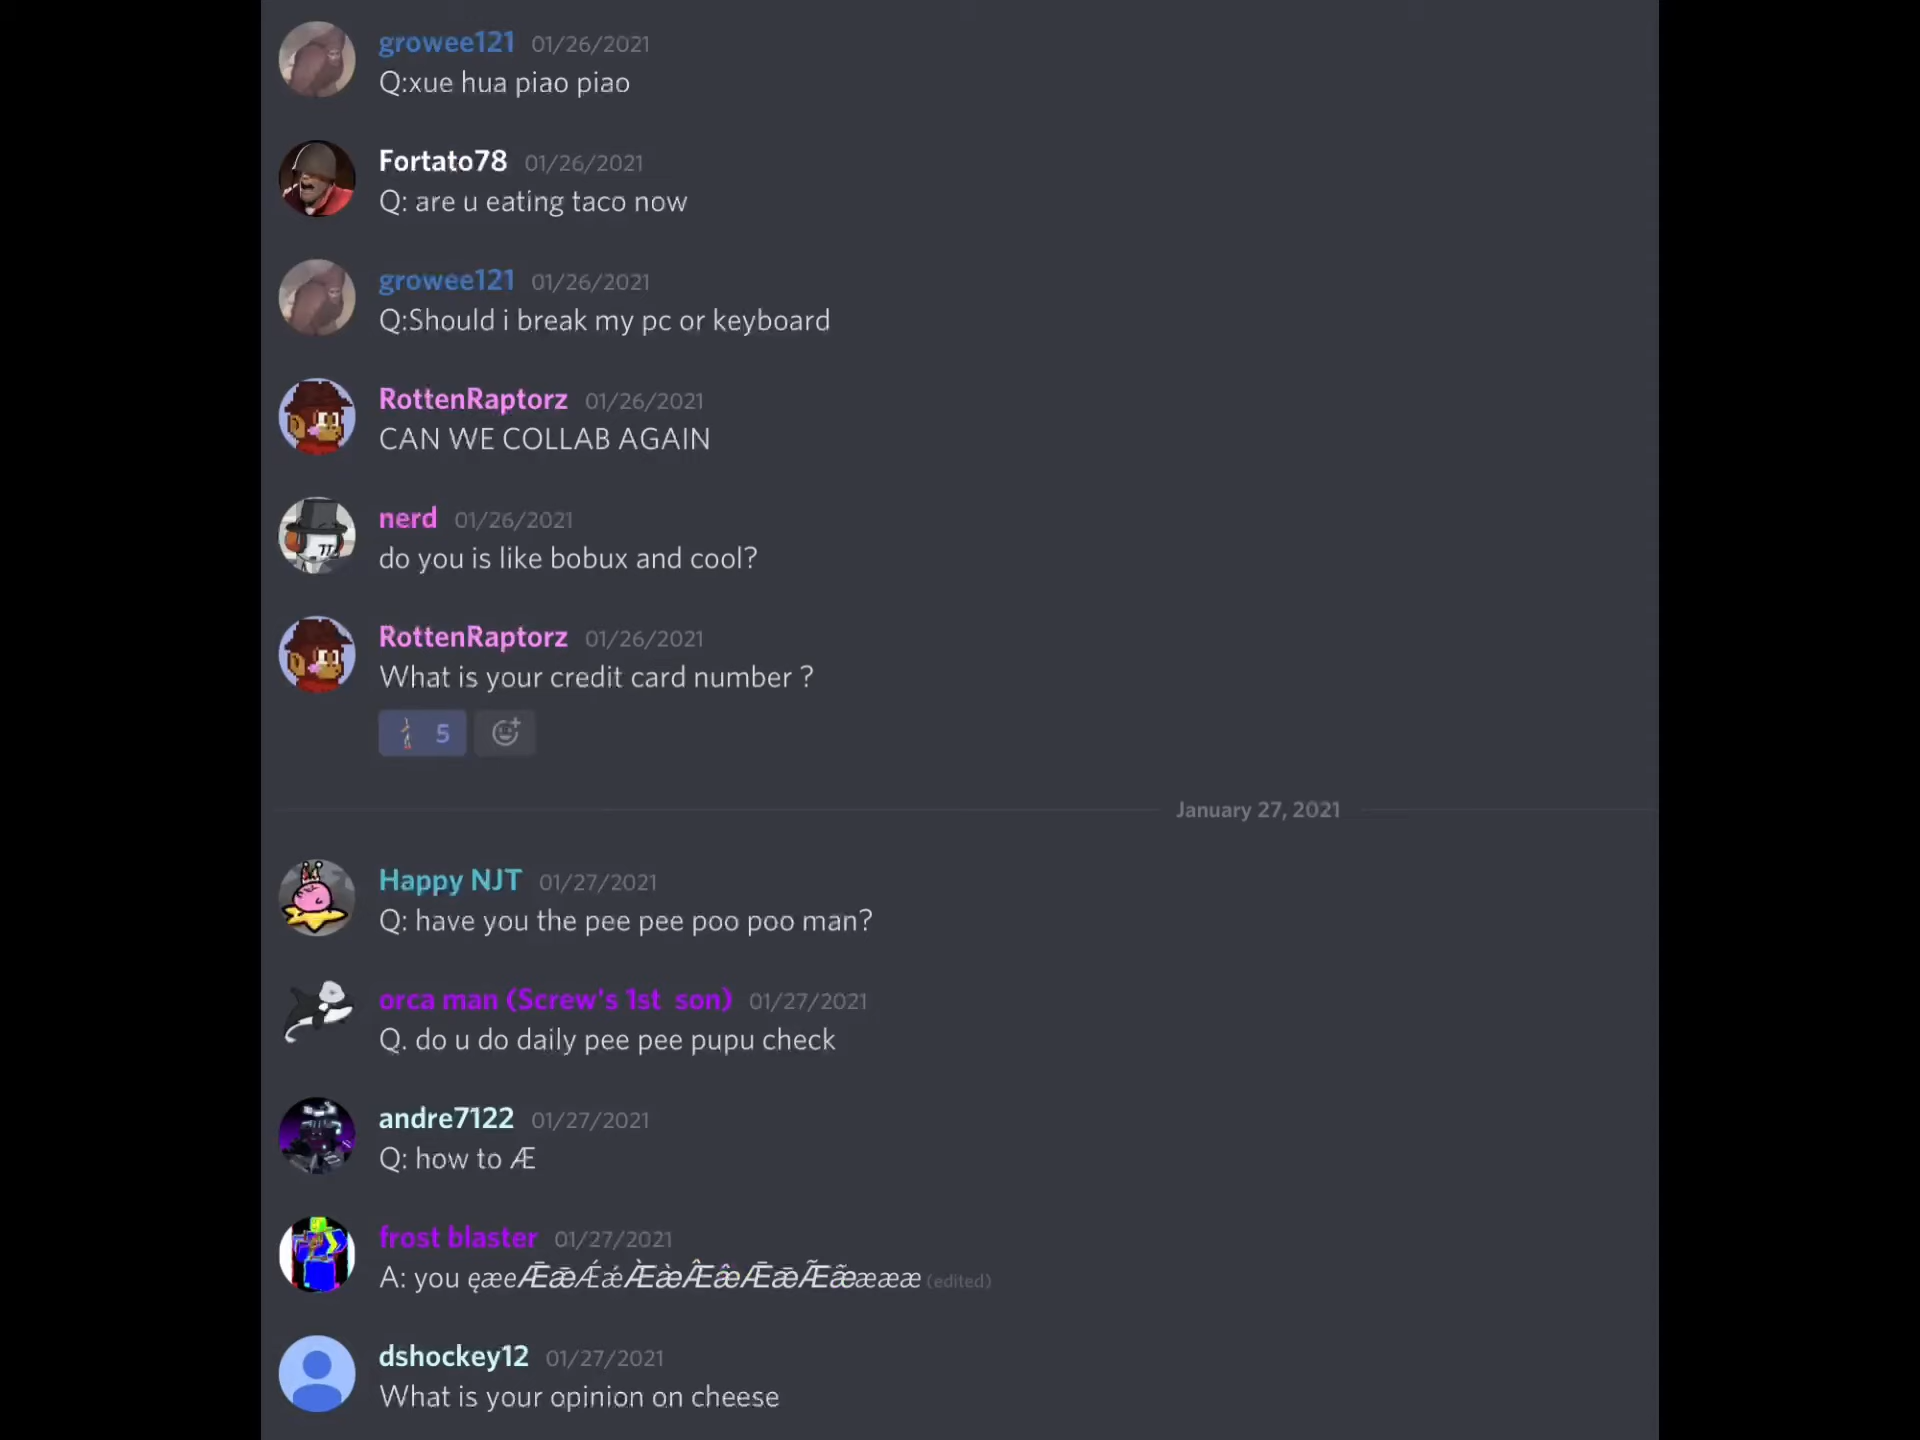 growee121 01/26/2021
Q:xue hua piao piao
Fortato78 01/26/2021
Q: are u eating taco now
growee121 01/26/2021
Q:Should i break my pc or keyboard
RottenRaptorz 01/26/2021
CAN WE COLLAB AGAIN
nerd 01/26/2021
do you is like bobux and cool?
RottenRaptorz 01/26/2021
What is your credit card number ?
5
January 27, 2021
Happy NJT 01/27/2021
Q: have you the pee pee poo poo man?
orca man (Screw's 1st son) 01/27/2021
Q. do u do daily pee pee pupu check
andre7122 01/27/2021
Q: how to Æ
frost blaster 01/27/2021
A: you ęæeǢǣǼǽÆ̀æ̀Æ̂æ̂ǢǣÆ̃æ̃æææ (edited)
dshockey12 01/27/2021
What is your opinion on cheese